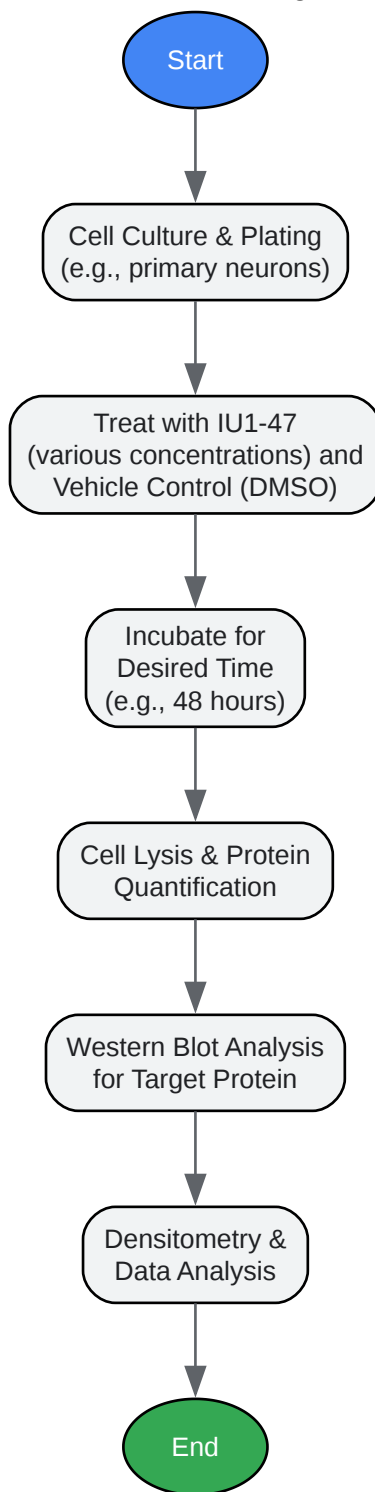 Start
Cell Culture & Plating
(e.g., primary neurons)
Treat with IU1-47
(various concentrations) and
Vehicle Control (DMSO)
Incubate for
Desired Time
(e.g., 48 hours)
Cell Lysis & Protein
Quantification
Western Blot Analysis
for Target Protein
Densitometry &
Data Analysis
End